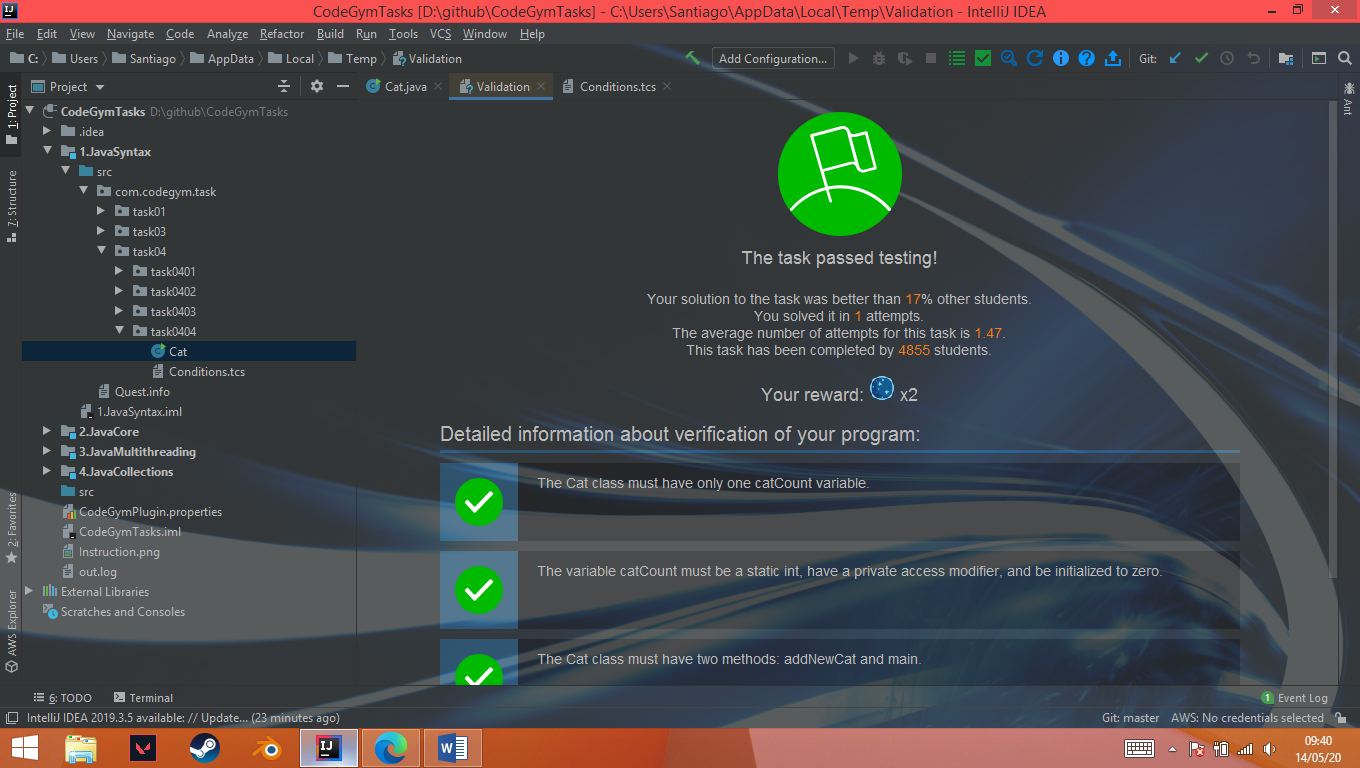 CodeGymTasks [D:\github\CodeGymTasks] - C:\Users\Santiago\AppData\Local\Temp\Validation - IntelliJ IDEA
File Edit View Navigate Code Analyze Refactor Build Run Tools VCS Window Help
C: Users Santiago AppData Local Temp Validation Add Configuration... Git:
Project Cat.java Validation Conditions.tcs
1: Project
7: Structure
2: Favorites
AWS Explorer
Ant
CodeGymTasks D:\github\CodeGymTasks
.idea
1.JavaSyntax
src
com.codegym.task
task01
task03
task04
task0401
task0402
task0403
task0404
Cat
Conditions.tcs
Quest.info
1.JavaSyntax.iml
2.JavaCore
3.JavaMultithreading
4.JavaCollections
src
CodeGymPlugin.properties
CodeGymTasks.iml
Instruction.png
out.log
External Libraries
Scratches and Consoles
The task passed testing!
Your solution to the task was better than 17% other students.
You solved it in 1 attempts.
The average number of attempts for this task is 1.47.
This task has been completed by 4855 students.
Your reward: x2
Detailed information about verification of your program:
The Cat class must have only one catCount variable.
The variable catCount must be a static int, have a private access modifier, and be initialized to zero.
The Cat class must have two methods: addNewCat and main.
6: TODO Terminal 1 Event Log
IntelliJ IDEA 2019.3.5 available: // Update... (23 minutes ago) Git: master AWS: No credentials selected
09:40
14/05/20